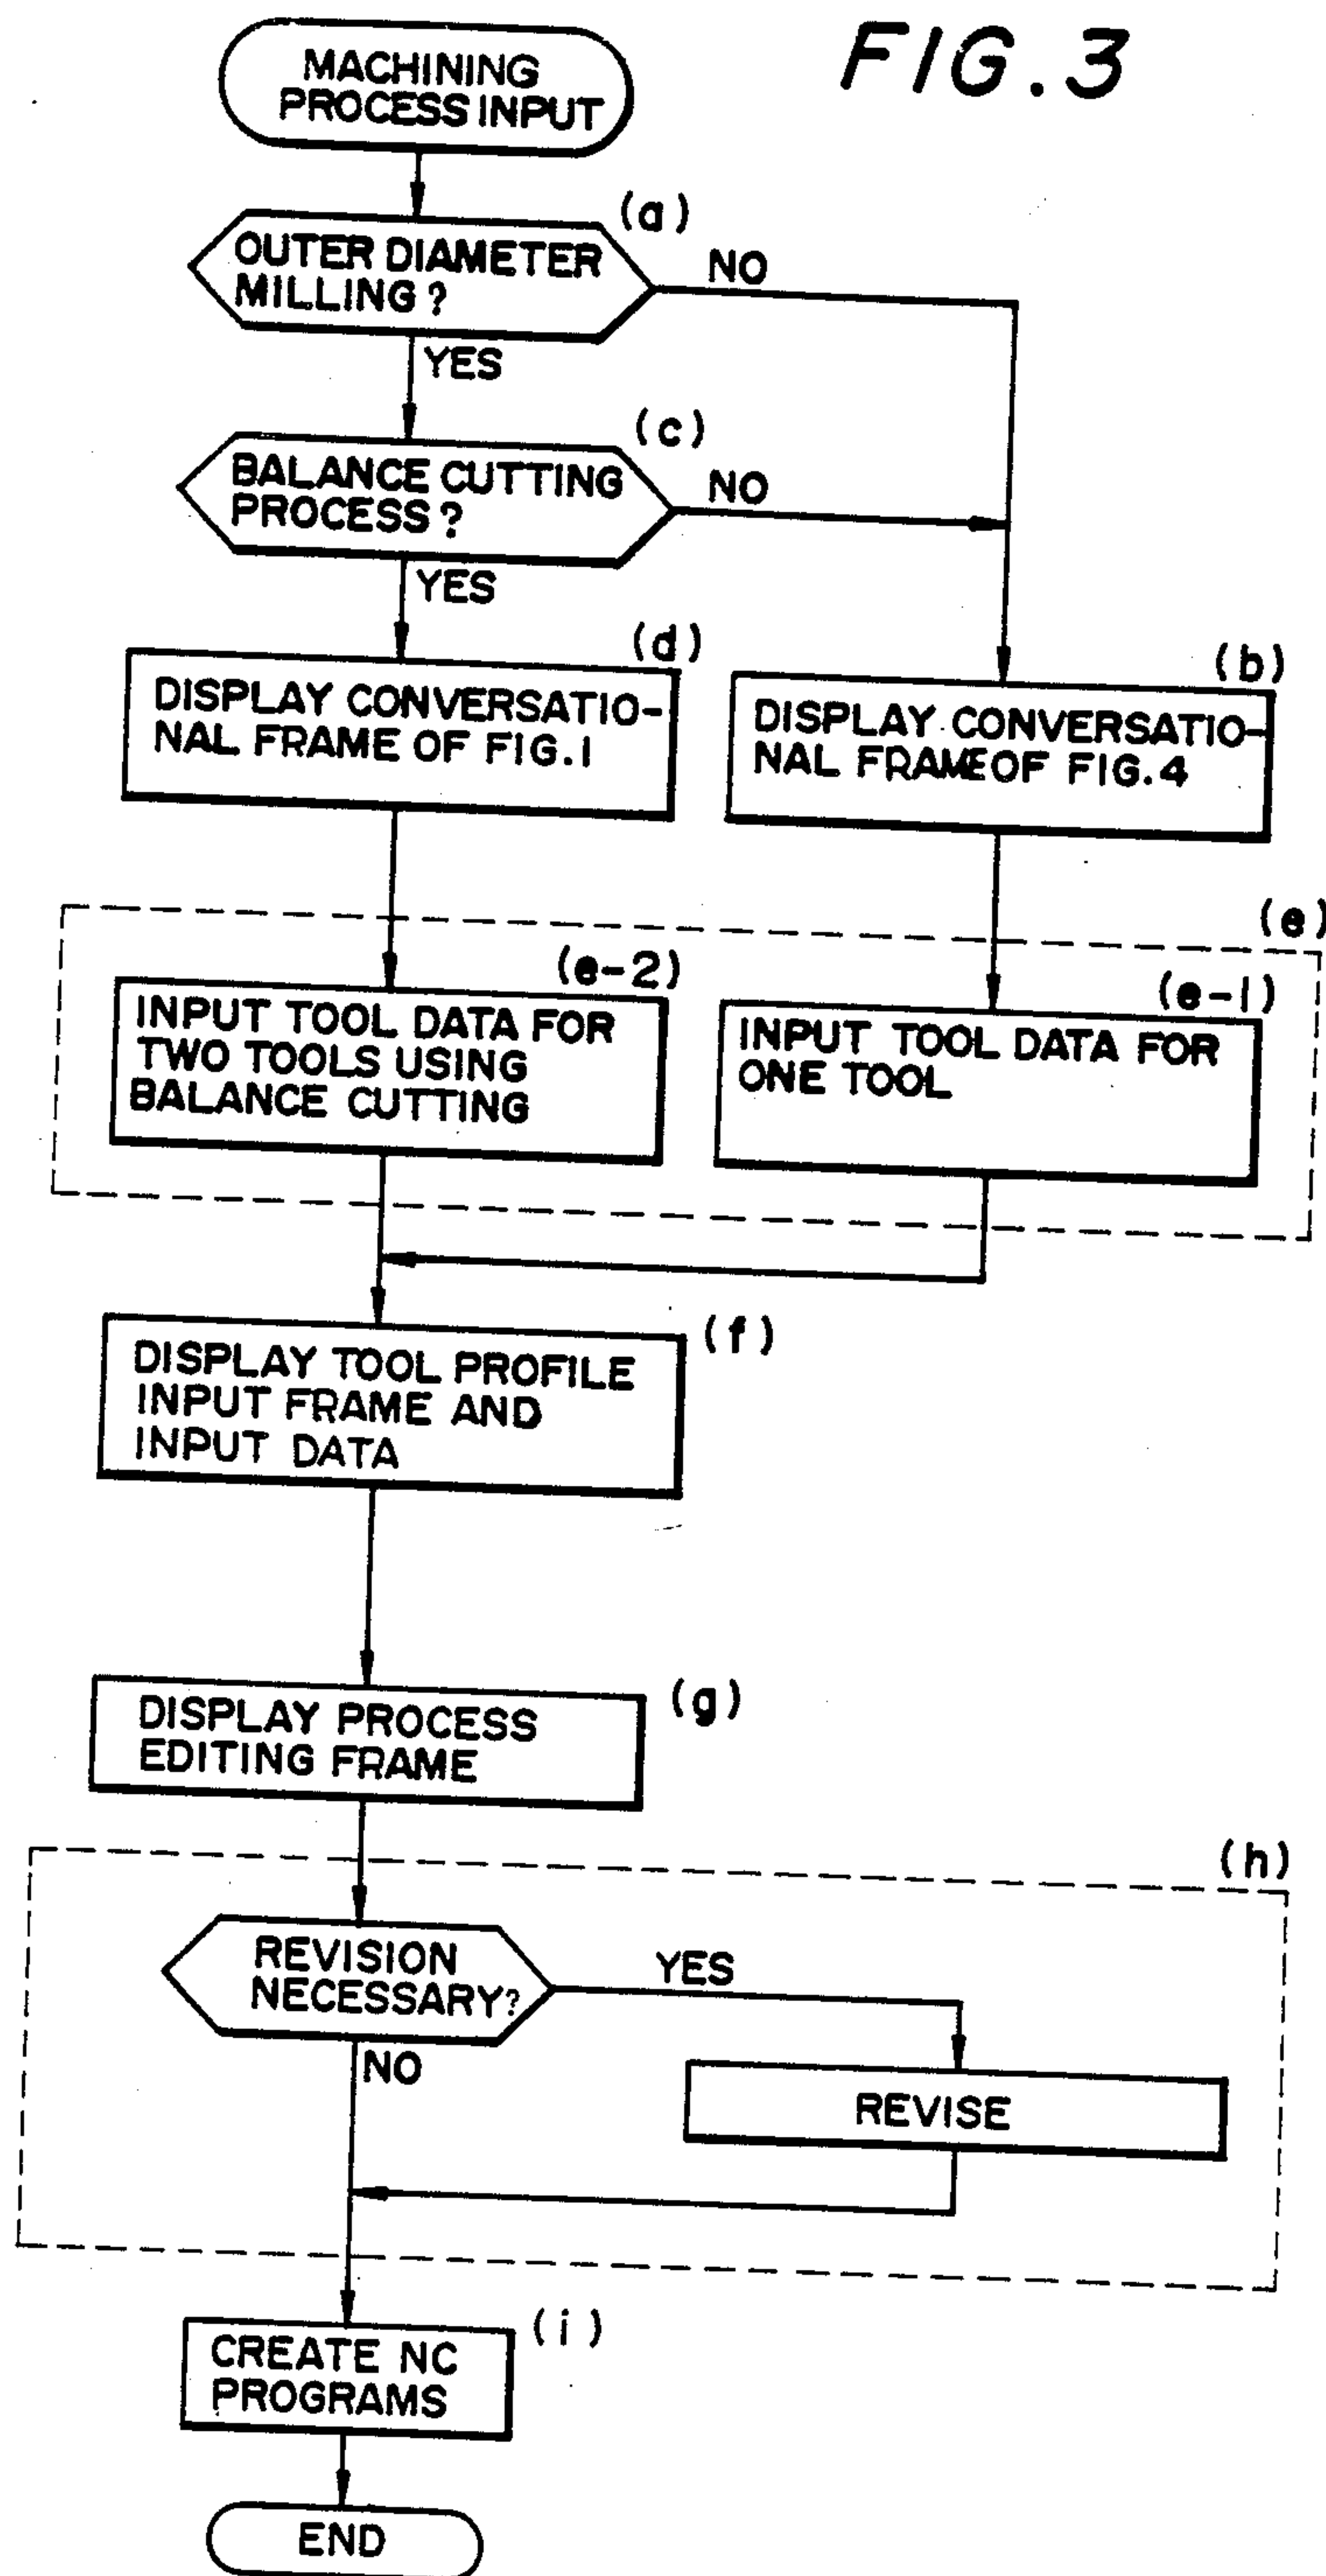 FIG. 3
MACHINING
PROCESS INPUT
(a)
OUTER DIAMETER
MILLING?
NO
YES
(c)
BALANCE CUTTING
PROCESS?
NO
YES
(d)
DISPLAY CONVERSATIO-
NAL FRAME OF FIG. 1
(b)
DISPLAY CONVERSATIO-
NAL FRAME OF FIG. 4
(e)
(e-2)
INPUT TOOL DATA FOR
TWO TOOLS USING
BALANCE CUTTING
(e-1)
INPUT TOOL DATA FOR
ONE TOOL
(f)
DISPLAY TOOL PROFILE
INPUT FRAME AND
INPUT DATA
(g)
DISPLAY PROCESS
EDITING FRAME
(h)
REVISION
NECESSARY?
YES
NO
REVISE
(i)
CREATE NC
PROGRAMS
END